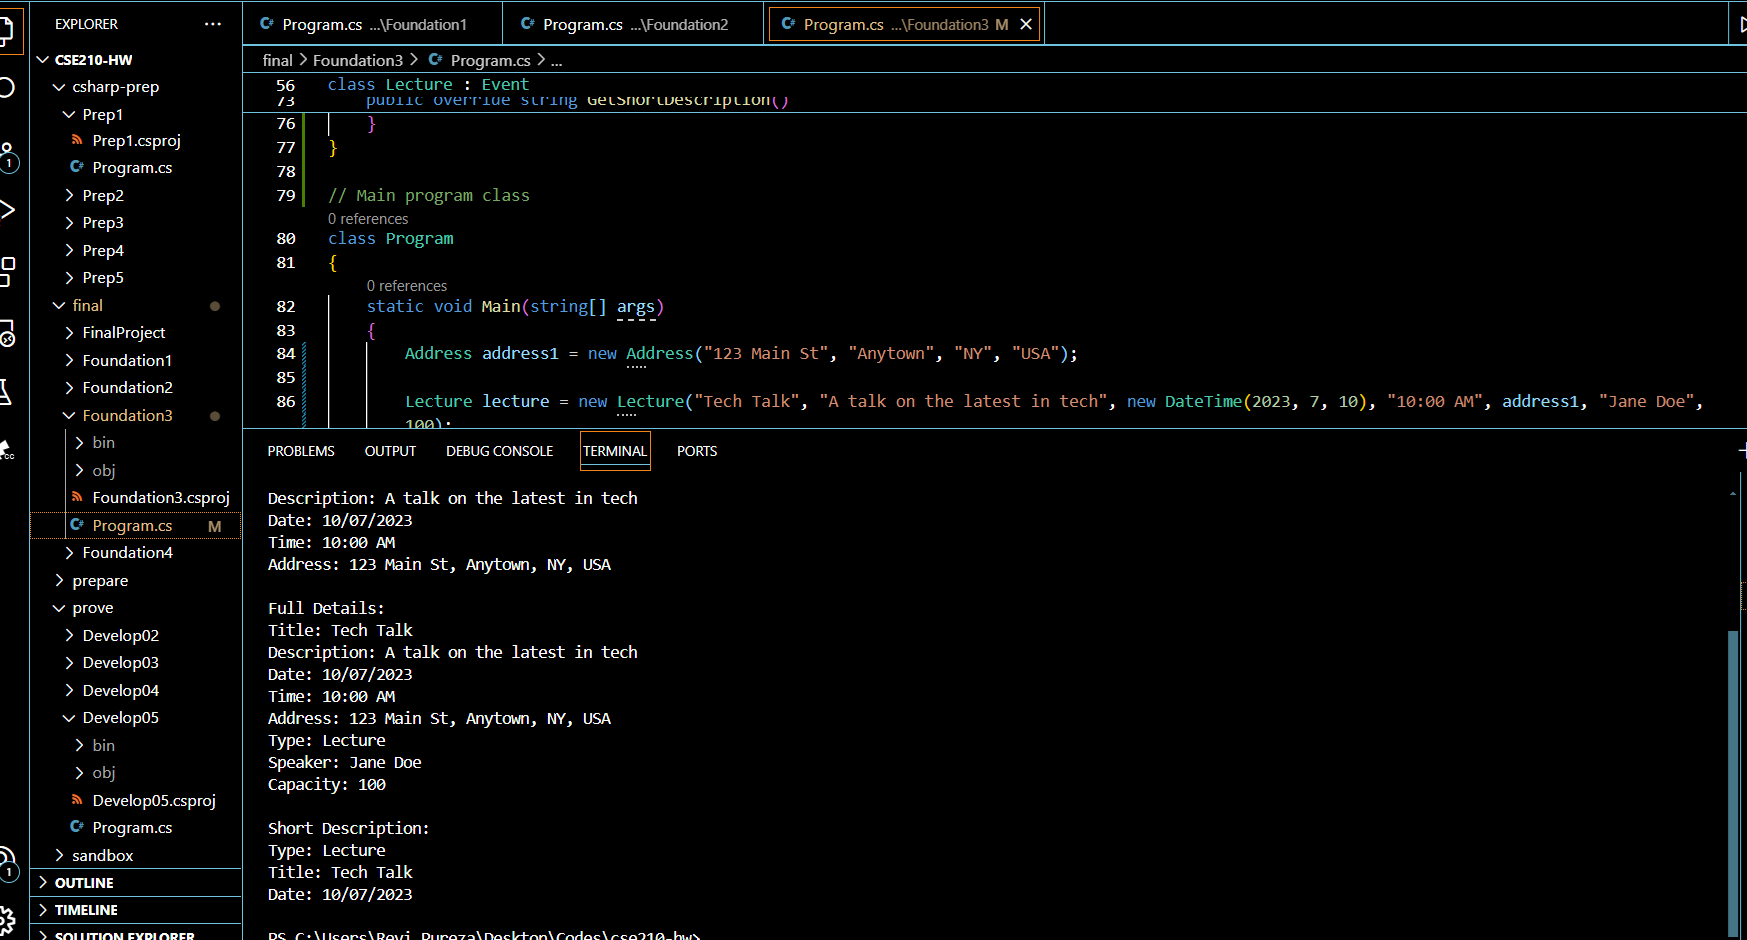 EXPLORER
CSE210-HW
csharp-prep
Prep1
Prep1.csproj
Program.cs
Prep2
Prep3
Prep4
Prep5
final
FinalProject
Foundation1
Foundation2
Foundation3
bin
obj
Foundation3.csproj
Program.cs M
Foundation4
prepare
prove
Develop02
Develop03
Develop04
Develop05
bin
obj
Develop05.csproj
Program.cs
sandbox
OUTLINE
TIMELINE
SOLUTION EXPLORER
1
1
Program.cs ...\Foundation1
Program.cs ...\Foundation2
Program.cs ...\Foundation3 M
final > Foundation3 > Program.cs > ...
56 class Lecture : Event
73 public override string GetShortDescription()
76 }
77 }
78
79 // Main program class
0 references
80 class Program
81 {
0 references
82 static void Main(string[] args)
83 {
84 Address address1 = new Address("123 Main St", "Anytown", "NY", "USA");
85
86 Lecture lecture = new Lecture("Tech Talk", "A talk on the latest in tech", new DateTime(2023, 7, 10), "10:00 AM", address1, "Jane Doe",
100);
PROBLEMS OUTPUT DEBUG CONSOLE TERMINAL PORTS
Description: A talk on the latest in tech
Date: 10/07/2023
Time: 10:00 AM
Address: 123 Main St, Anytown, NY, USA
Full Details:
Title: Tech Talk
Description: A talk on the latest in tech
Date: 10/07/2023
Time: 10:00 AM
Address: 123 Main St, Anytown, NY, USA
Type: Lecture
Speaker: Jane Doe
Capacity: 100
Short Description:
Type: Lecture
Title: Tech Talk
Date: 10/07/2023
PS C:\Users\Revi Pureza\Desktop\Codes\cse210-hw>